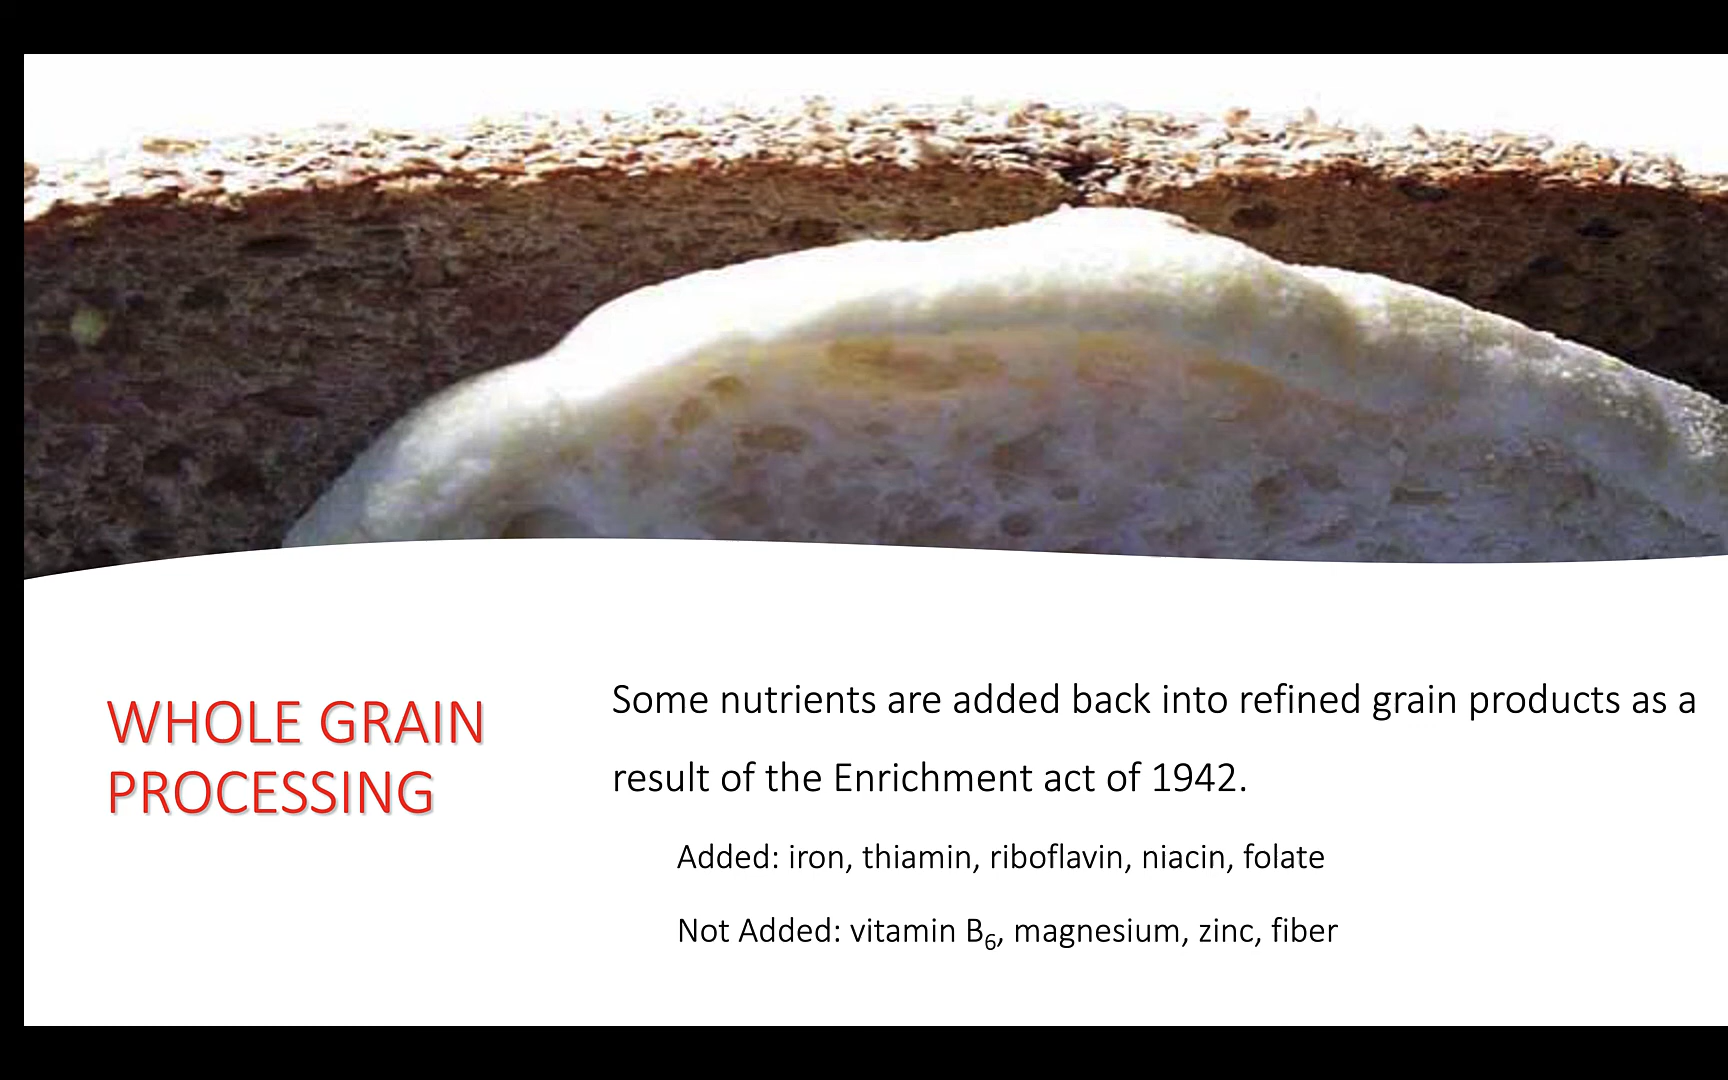 WHOLE GRAIN
PROCESSING
Some nutrients are added back into refined grain products as a
result of the Enrichment act of 1942.
Added: iron, thiamin, riboflavin, niacin, folate
Not Added: vitamin B₆, magnesium, zinc, fiber